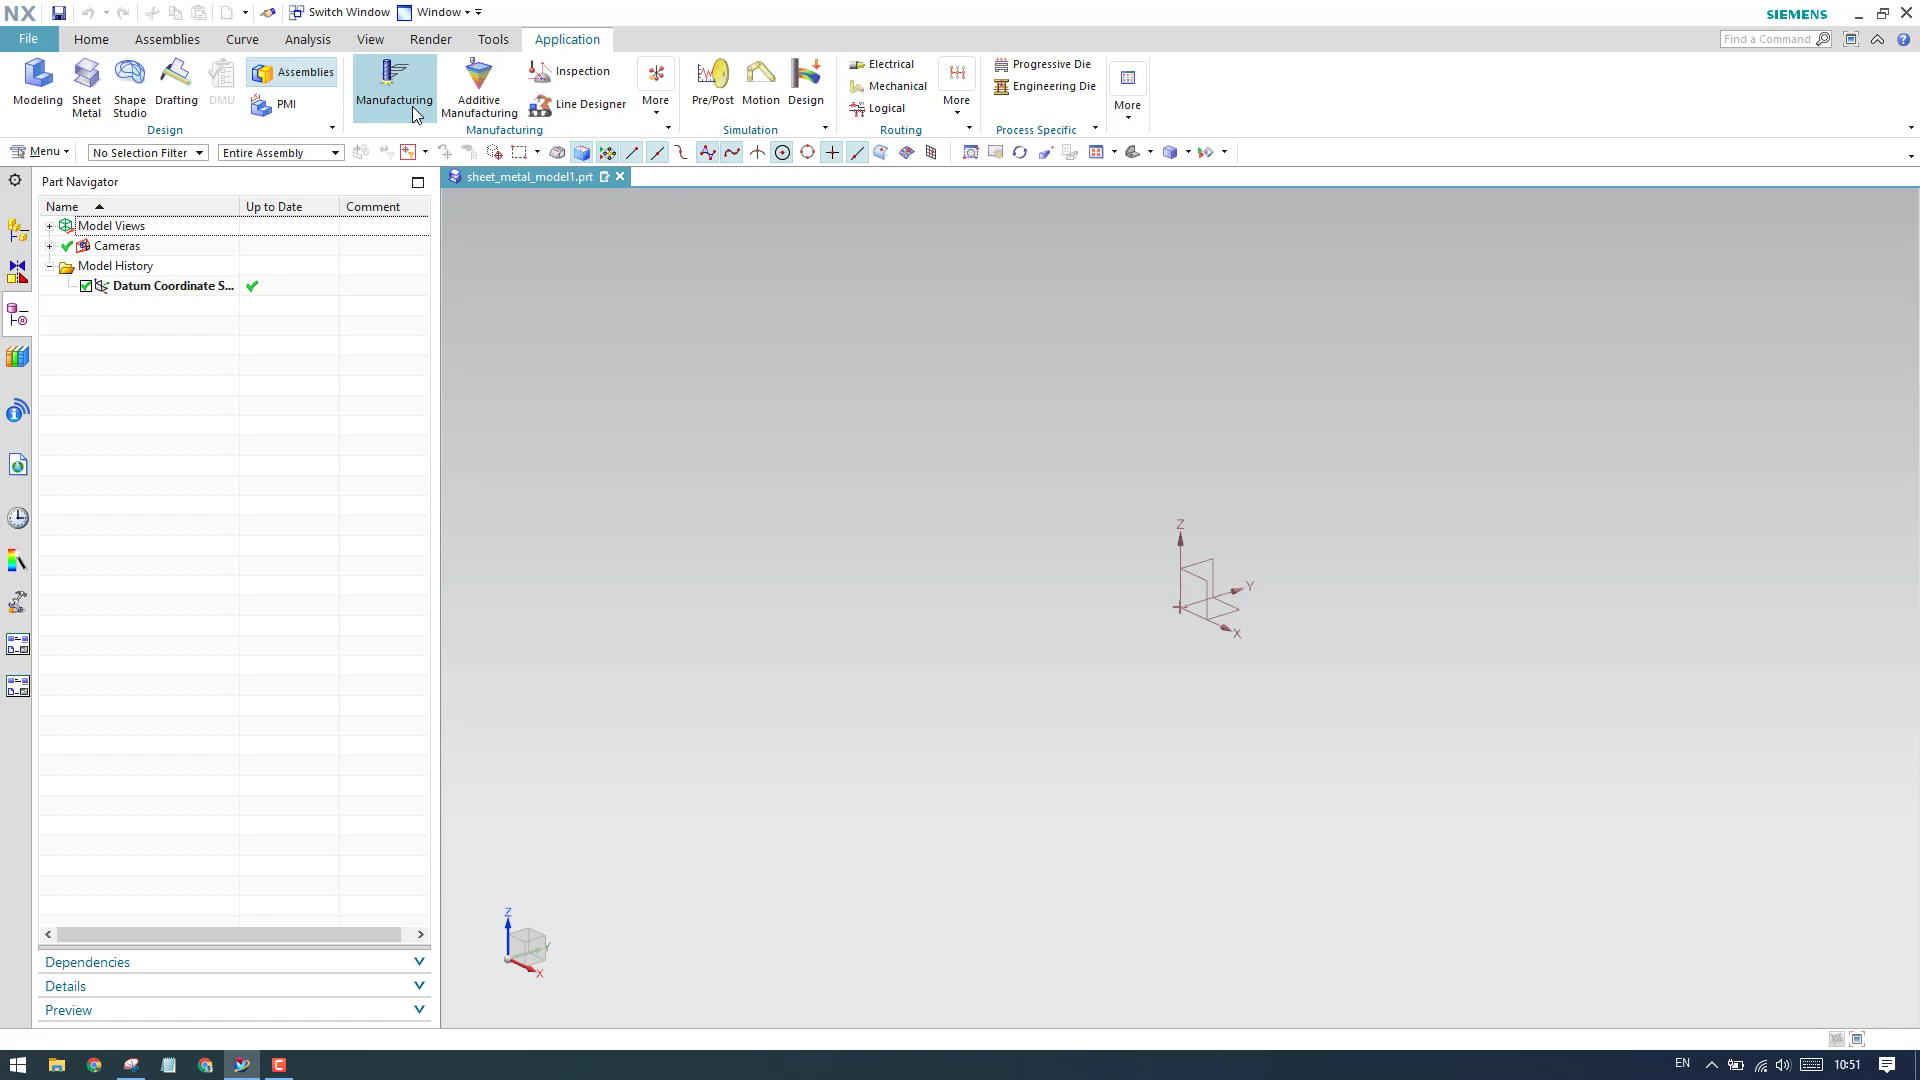 NX Switch Window Window SIEMENS
File Home Assemblies Curve Analysis View Render Tools Application Find a Command
Modeling Sheet Metal Shape Studio Drafting DMU Assemblies PMI
Design
Manufacturing Additive Manufacturing Inspection Line Designer More
Manufacturing
Pre/Post Motion Design
Simulation
Electrical Mechanical Logical More
Routing
Progressive Die Engineering Die
Process Specific
More
Menu No Selection Filter Entire Assembly
Part Navigator
sheet_metal_model1.prt
Name Up to Date Comment
Model Views
Cameras
Model History
Datum Coordinate S...
Z
Y
X
Z
Y
X
Dependencies
Details
Preview
EN 10:51